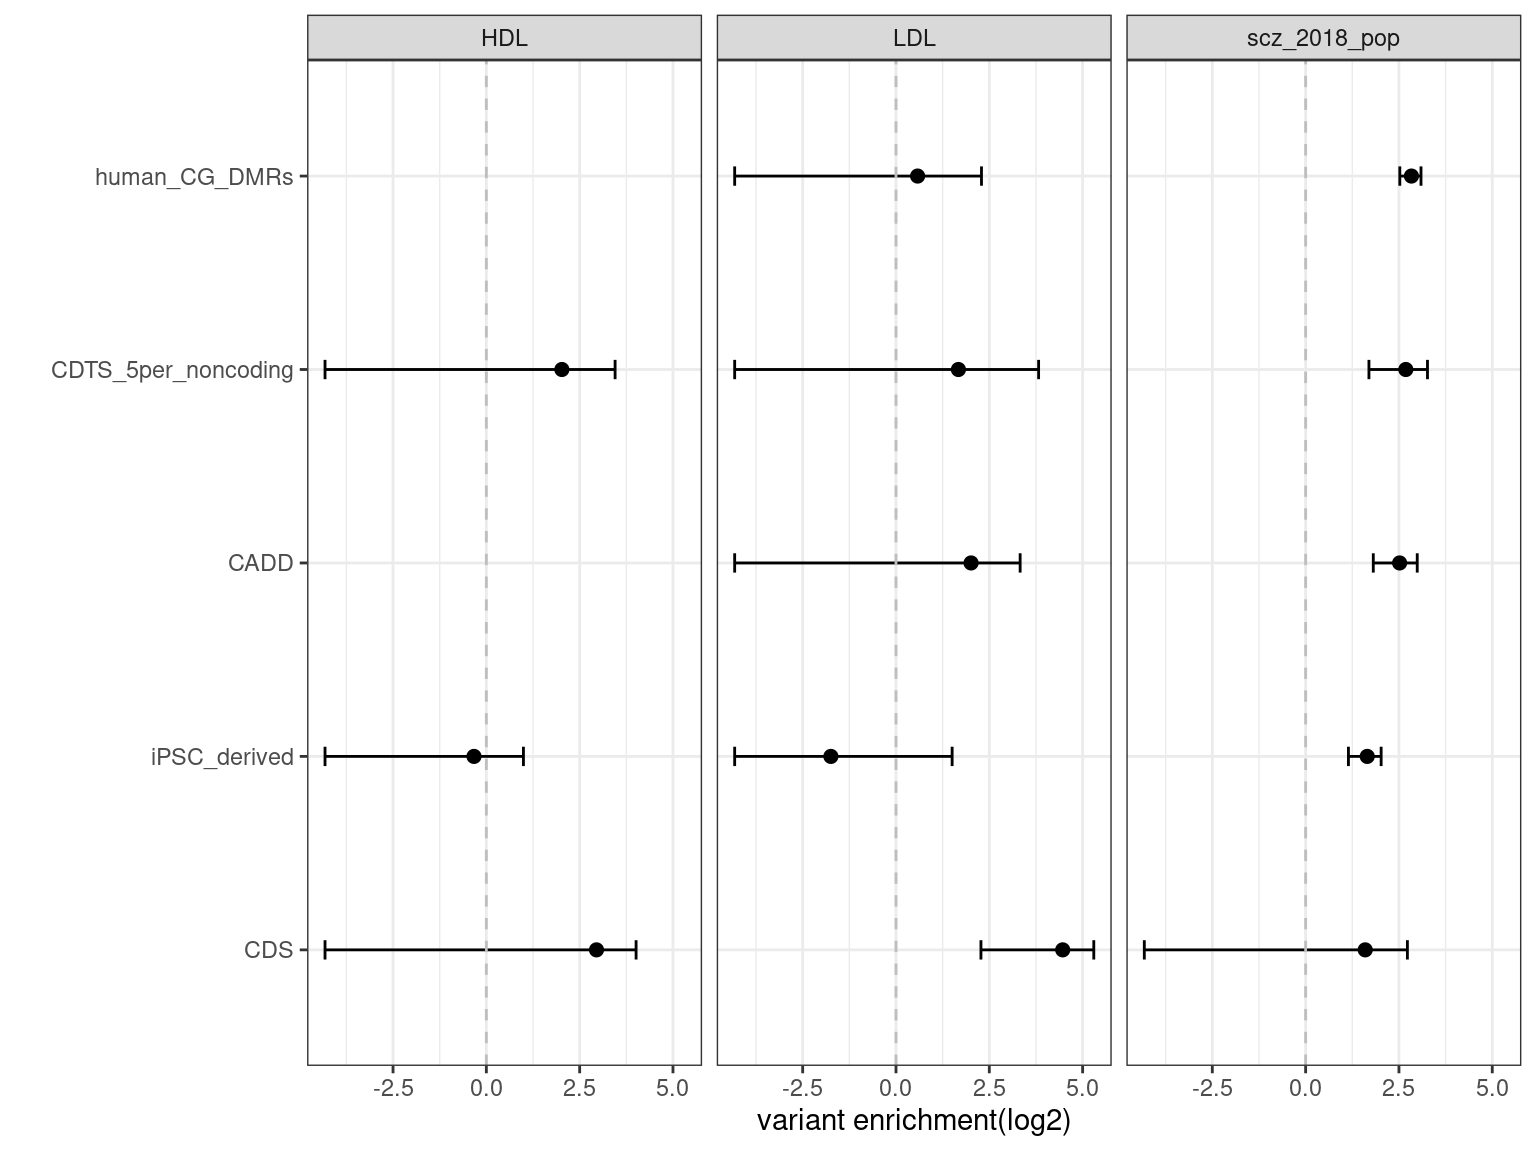 HDL LDL scz_2018_pop
human_CG_DMRs
CDTS_5per_noncoding
CADD
iPSC_derived
CDS
-2.5 0.0 2.5 5.0 -2.5 0.0 2.5 5.0 -2.5 0.0 2.5 5.0
variant enrichment(log2)